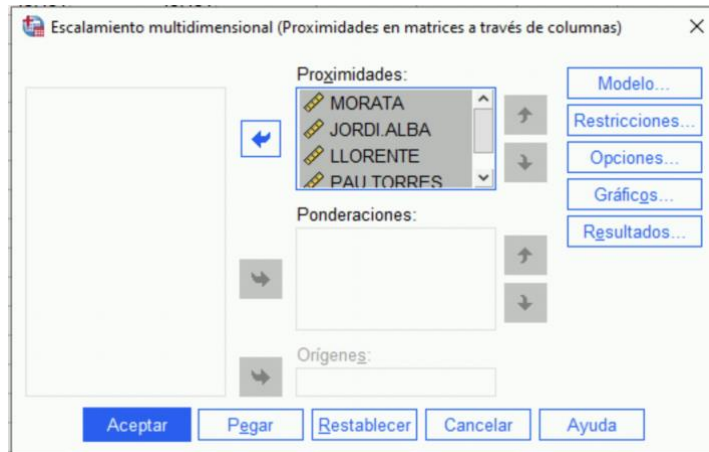 Escalamiento multidimensional (Proximidades en matrices a través de columnas)
Proximidades:
MORATA
JORDI.ALBA
LLORENTE
PAU.TORRES
Ponderaciones:
Orígenes:
Modelo...
Restricciones...
Opciones...
Gráficos...
Resultados...
Aceptar
Pegar
Restablecer
Cancelar
Ayuda